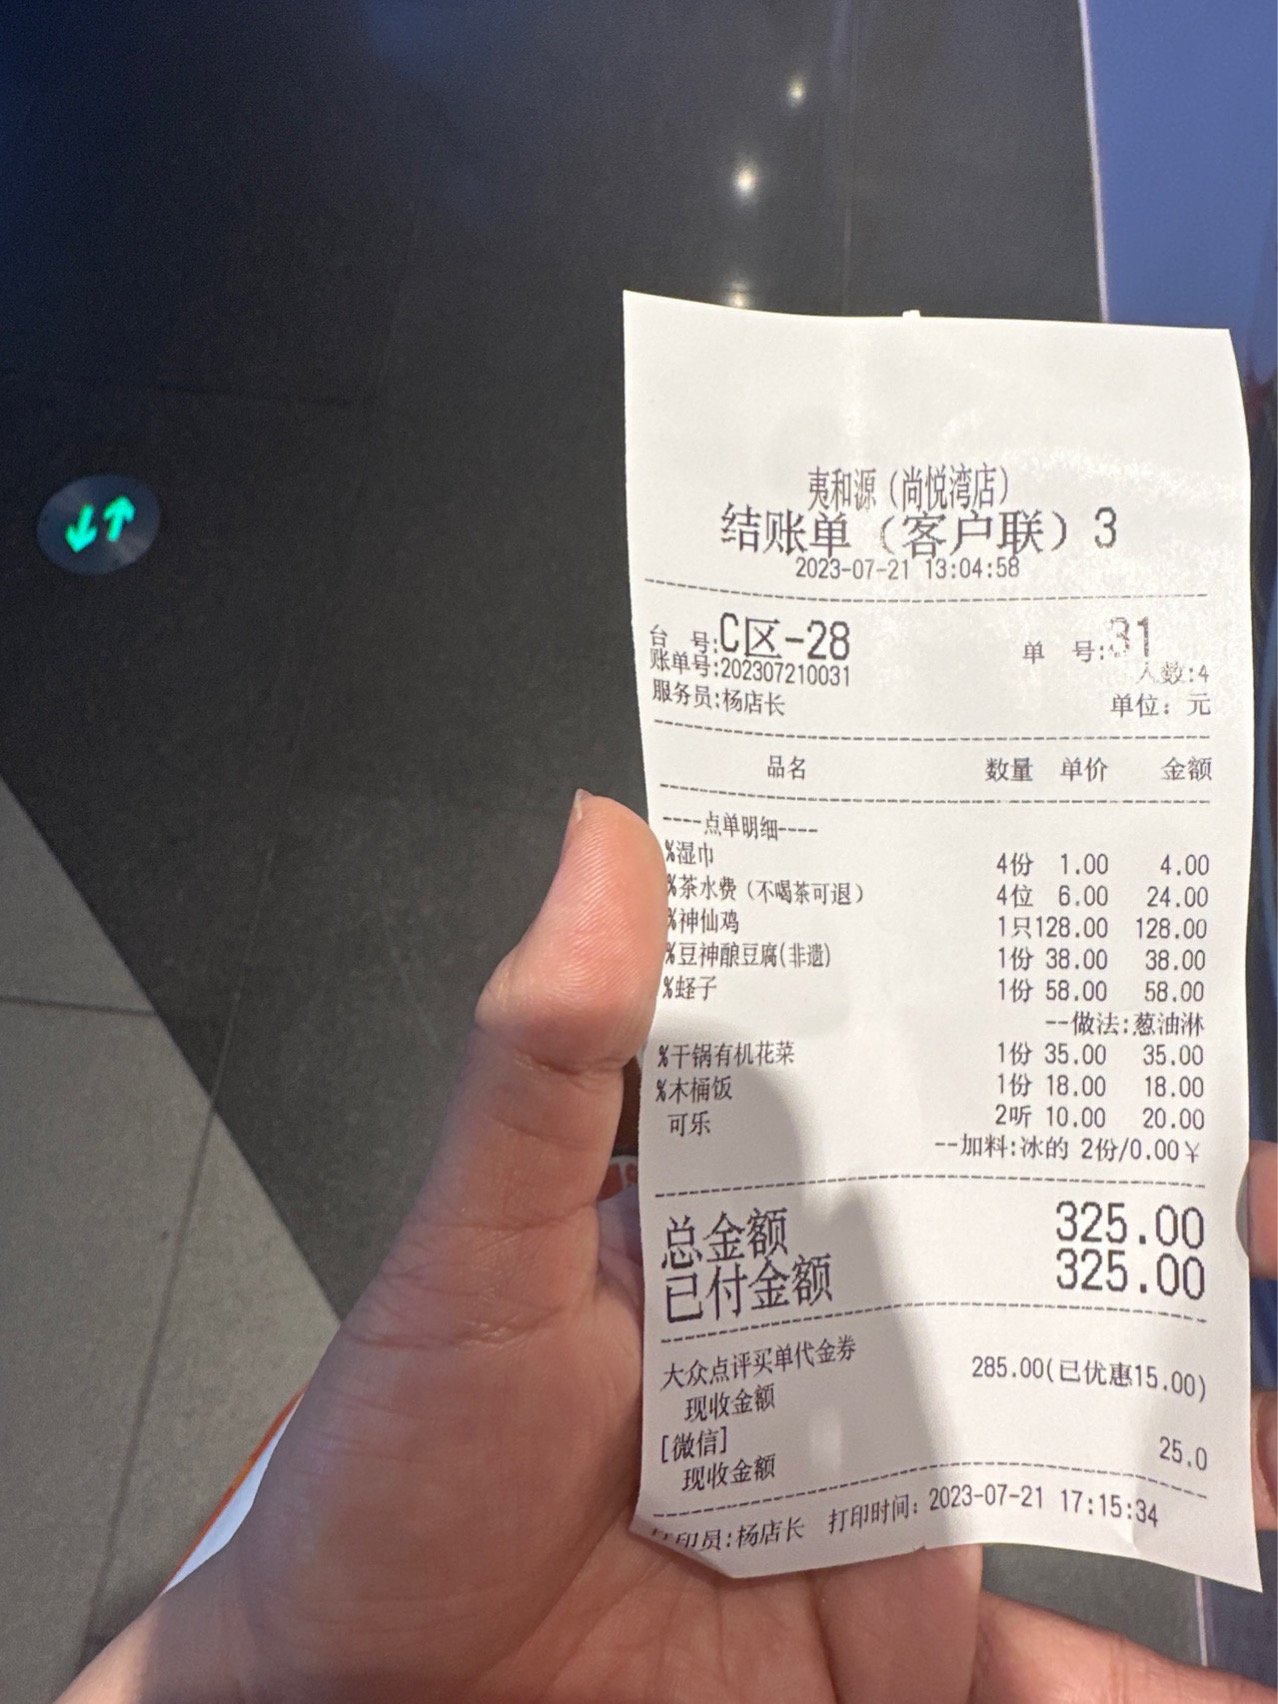 夷和源（尚悦湾店）
结账单（客户联）3
2023-07-21 13:04:58
台 号:C区-28 单 号:31
账单号:202307210031 人数:4
服务员:杨店长 单位：元
品名 数量 单价 金额
----点单明细----
%湿巾 4份 1.00 4.00
%茶水费（不喝茶可退） 4位 6.00 24.00
%神仙鸡 1只128.00 128.00
%豆神酿豆腐(非遗) 1份 38.00 38.00
%蛏子 1份 58.00 58.00
--做法:葱油淋
%干锅有机花菜 1份 35.00 35.00
%木桶饭 1份 18.00 18.00
可乐 2听 10.00 20.00
--加料:冰的 2份/0.00￥
总金额 325.00
已付金额 325.00
大众点评买单代金券
现收金额 285.00(已优惠15.00)
[微信]
现收金额 25.0
打印员:杨店长 打印时间: 2023-07-21 17:15:34